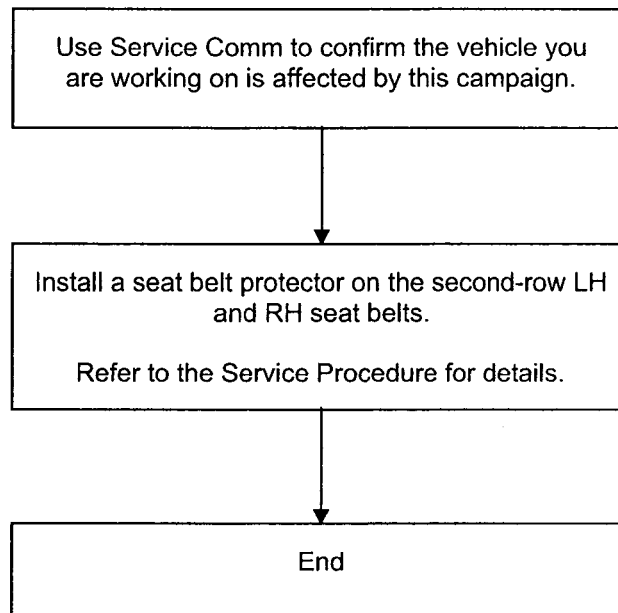 Use Service Comm to confirm the vehicle you
are working on is affected by this campaign.
Install a seat belt protector on the second-row LH
and RH seat belts.
Refer to the Service Procedure for details.
End